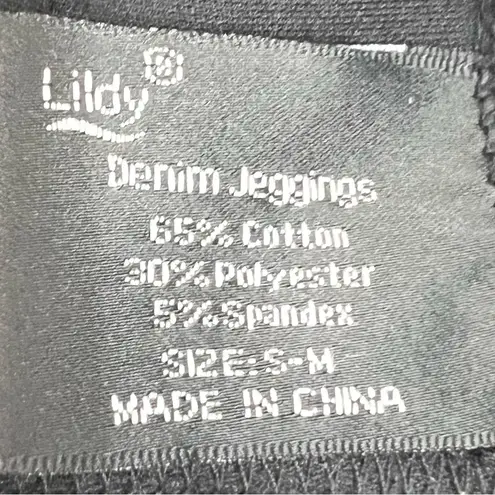 Lildy
Denim Jeggings
65% Cotton
30% Polyester
5% Spandex
SIZE: S-M
MADE IN CHINA